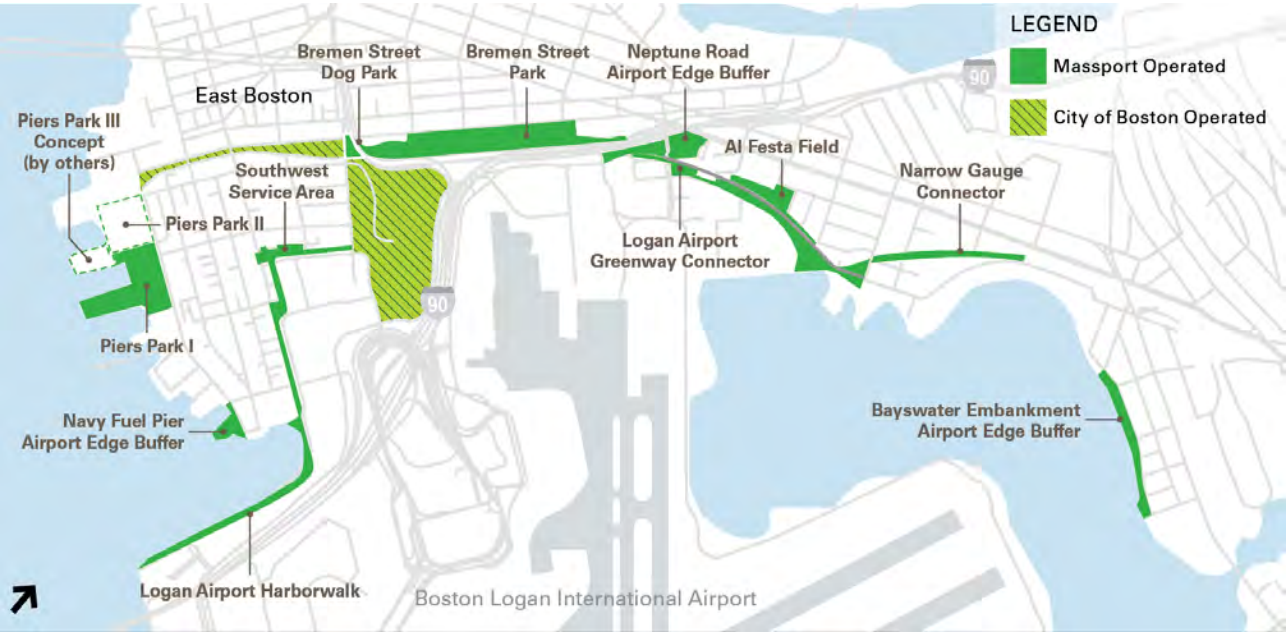 LEGEND
Massport Operated
City of Boston Operated
90
Bremen Street
Dog Park
Bremen Street
Park
Neptune Road
Airport Edge Buffer
East Boston
Piers Park III
Concept
(by others)
Al Festa Field
Southwest
Service Area
Narrow Gauge
Connector
Piers Park II
Logan Airport
Greenway Connector
90
Piers Park I
Navy Fuel Pier
Airport Edge Buffer
Bayswater Embankment
Airport Edge Buffer
Logan Airport Harborwalk
Boston Logan International Airport